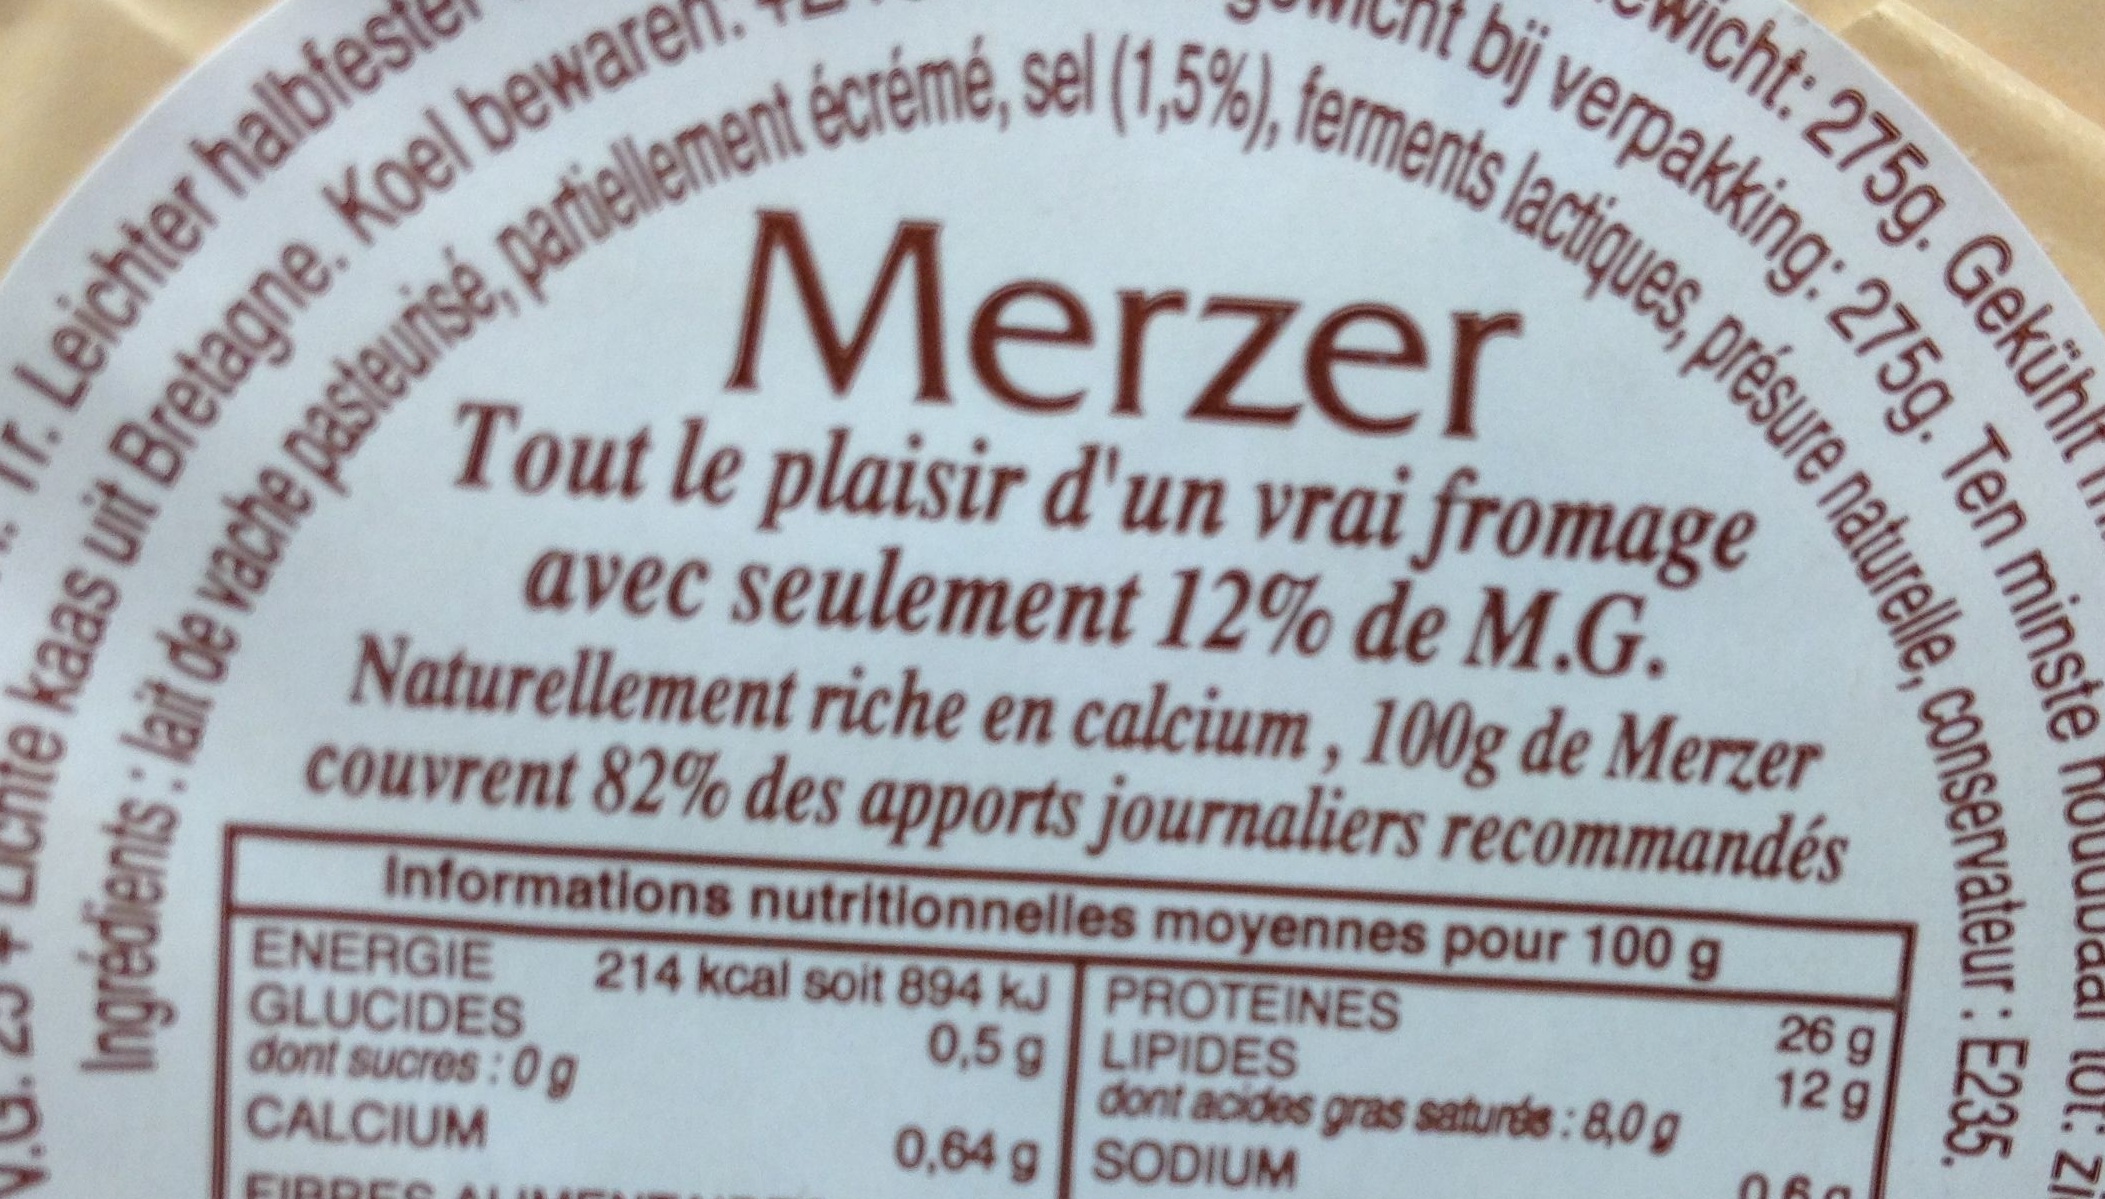 Tr. Leichter
kaas uit Bretagne. Koel bewaren.
Ingrédients : lait de vache pasteurisé, partiellement écrémé, sel (1,5%), ferments lactiques, présure naturelle, conservateur : E235.
275g. Gekühlt
bij verpakking: 275g. Ten minste houdbaar tot:
Merzer
Tout le plaisir d'un vrai fromage
avec seulement 12% de M.G.
Naturellement riche en calcium, 100g de Merzer
couvrent 82% des apports journaliers recommandés
Informations nutritionnelles moyennes pour 100 g
ENERGIE 214 kcal soit 894 kJ
GLUCIDES 0,5 g
dont sucres : 0 g
CALCIUM 0,64 g
PROTEINES 26 g
LIPIDES 12 g
dont acides gras saturés : 8,0 g
SODIUM